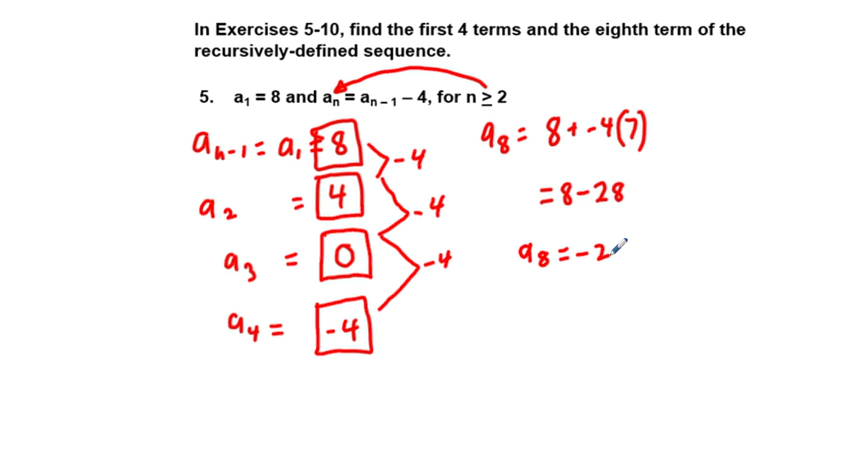 In Exercises 5-10, find the first 4 terms and the eighth term of the
recursively-defined sequence.
5. a₁ = 8 and aₙ = aₙ₋₁ – 4, for n ≥ 2
aₙ₋₁ = a₁ = 8
-4
a₂ = 4
-4
a₃ = 0
-4
a₄ = -4
a₈ = 8 + -4(7)
= 8 - 28
a₈ = -2